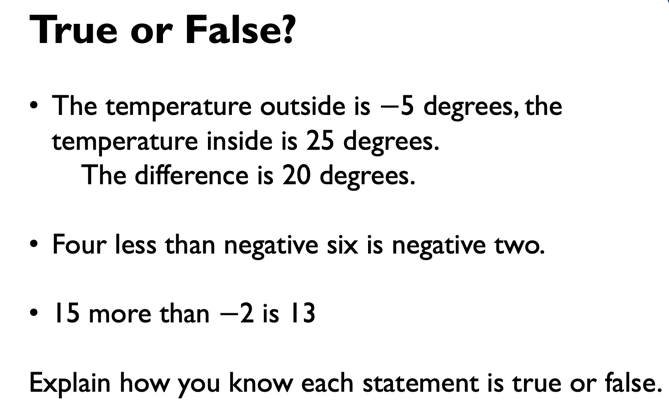 True or False?
• The temperature outside is −5 degrees, the
temperature inside is 25 degrees.
The difference is 20 degrees.
• Four less than negative six is negative two.
• 15 more than −2 is 13
Explain how you know each statement is true or false.